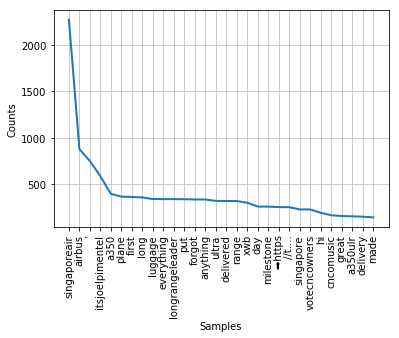 2000
1500
1000
500
Counts
singaporeair
airbus
,
itsjoelpimentel
a350
plane
first
long
luggage
everything
longrangeleader
put
forgot
anything
ultra
delivered
range
xwb
day
milestone
➡https
//t.…
singapore
votecncowners
hi
cncomusic
great
a350ulr
delivery
made
Samples